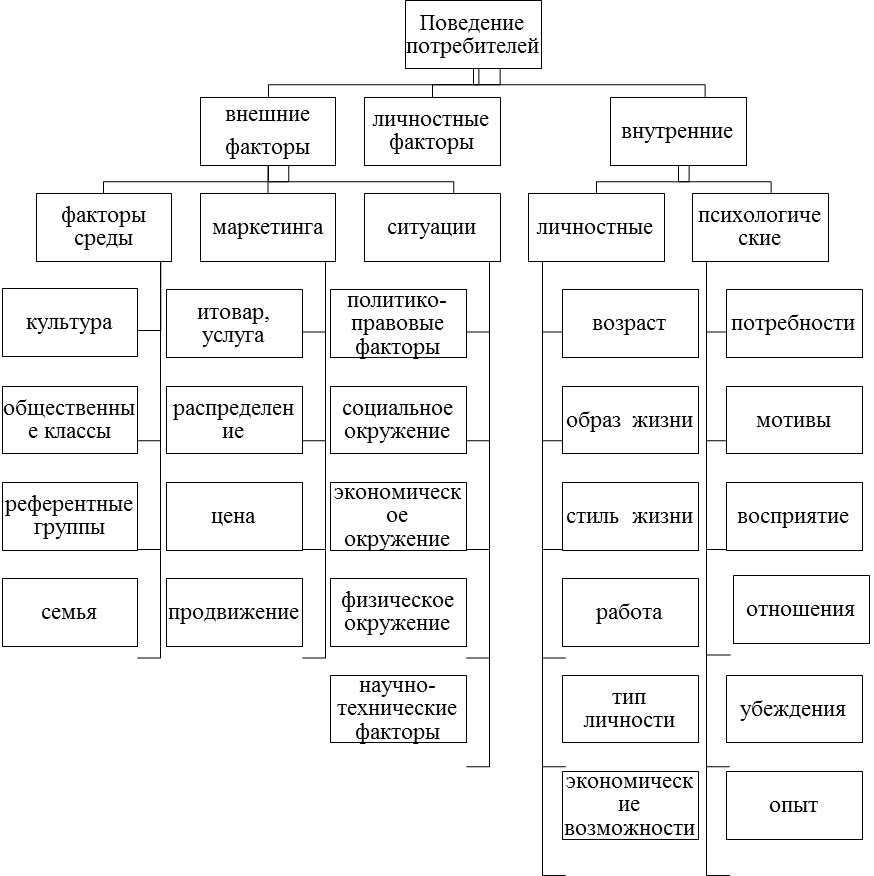 Поведение
потребителей
внешние
факторы
личностные
факторы
внутренние
факторы
среды
маркетинга
ситуации
личностные
психологиче
ские
культура
итовар,
услуга
политико-
правовые
факторы
возраст
потребности
общественны
е классы
распределен
ие
социальное
окружение
образ жизни
мотивы
референтные
группы
цена
экономическ
ое
окружение
стиль жизни
восприятие
семья
продвижение
физическое
окружение
работа
отношения
научно-
технические
факторы
тип
личности
убеждения
экономическ
ие
возможности
опыт